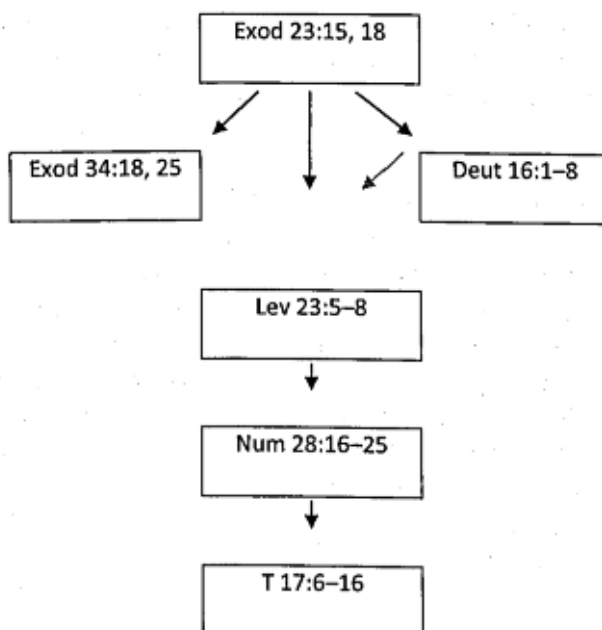 Exod 23:15, 18
Exod 34:18, 25
Deut 16:1–8
Lev 23:5–8
Num 28:16–25
T 17:6–16